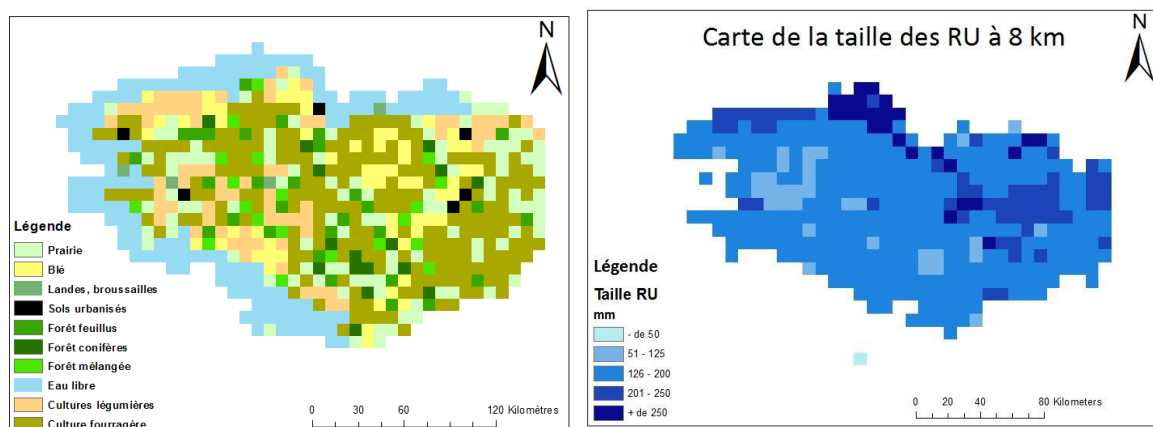 N
Légende
Prairie
Blé
Landes, broussailles
Sols urbanisés
Forêt feuillus
Forêt conifères
Forêt mélangée
Eau libre
Cultures légumières
Culture fourragère
0 30 60 120 Kilomètres
Carte de la taille des RU à 8 km
N
Légende
Taille RU
mm
- de 50
51 - 125
126 - 200
201 - 250
+ de 250
0 20 40 80 Kilometers